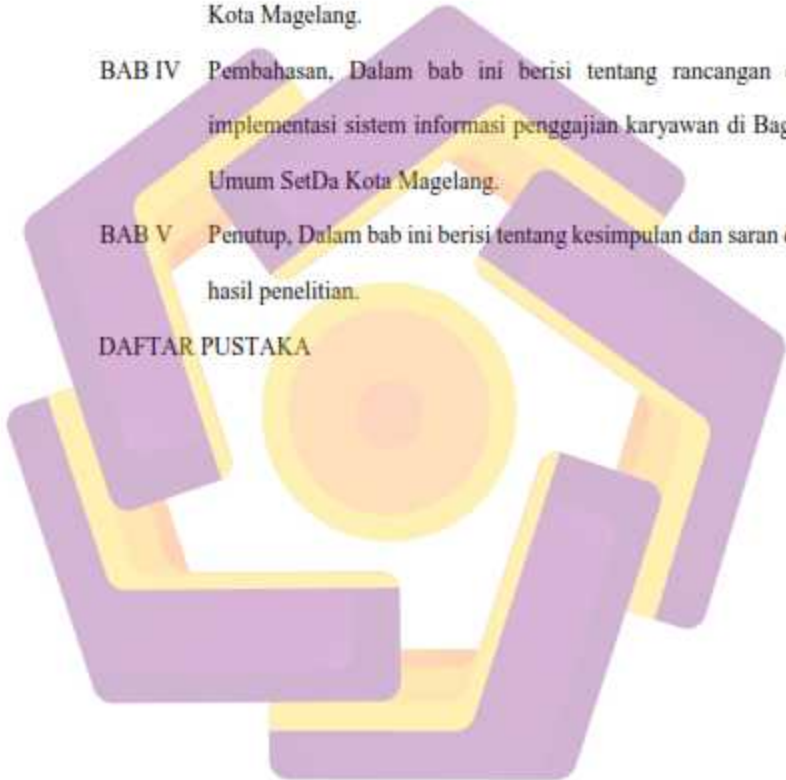 Kota Magelang.
BAB IV Pembahasan, Dalam bab ini berisi tentang rancangan
implementasi sistem informasi penggajian karyawan di Bag
Umum SetDa Kota Magelang.
BAB V Penutup, Dalam bab ini berisi tentang kesimpulan dan saran
hasil penelitian.
DAFTAR PUSTAKA